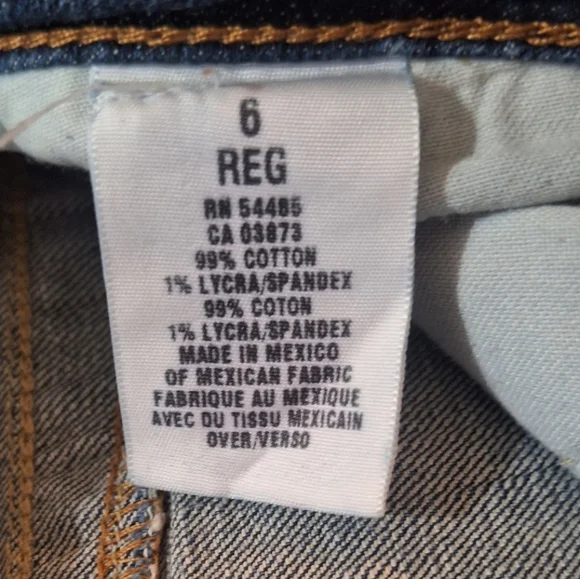 6
REG
RN 54485
CA 03873
99% COTTON
1% LYCRA/SPANDEX
99% COTON
1% LYCRA/SPANDEX
MADE IN MEXICO
OF MEXICAN FABRIC
FABRIQUE AU MEXIQUE
AVEC DU TISSU MEXICAIN
OVER/VERSO